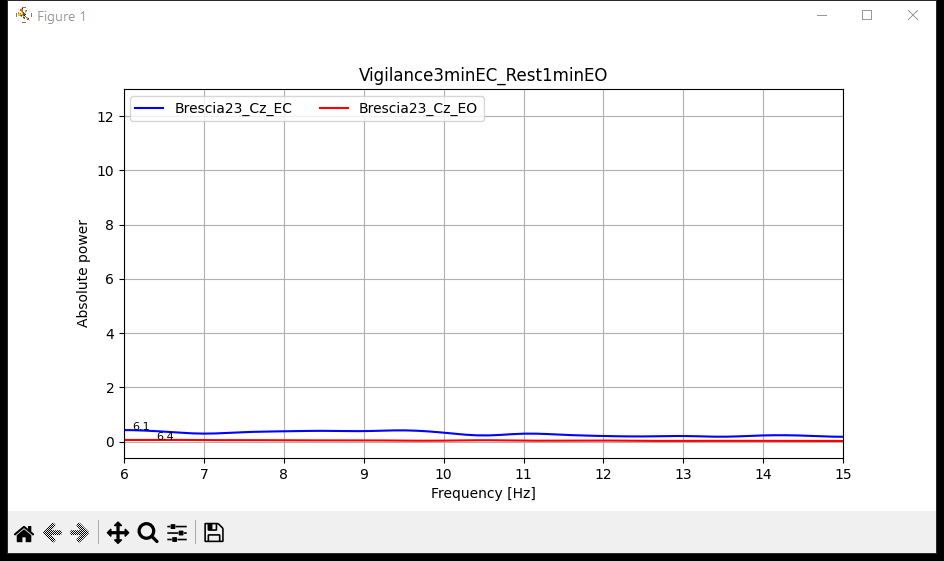 Figure 1
Vigilance3minEC_Rest1minEO
Brescia23_Cz_EC Brescia23_Cz_EO
12
10
8
6
4
2
0
Absolute power
6.1
6.4
6 7 8 9 10 11 12 13 14 15
Frequency [Hz]